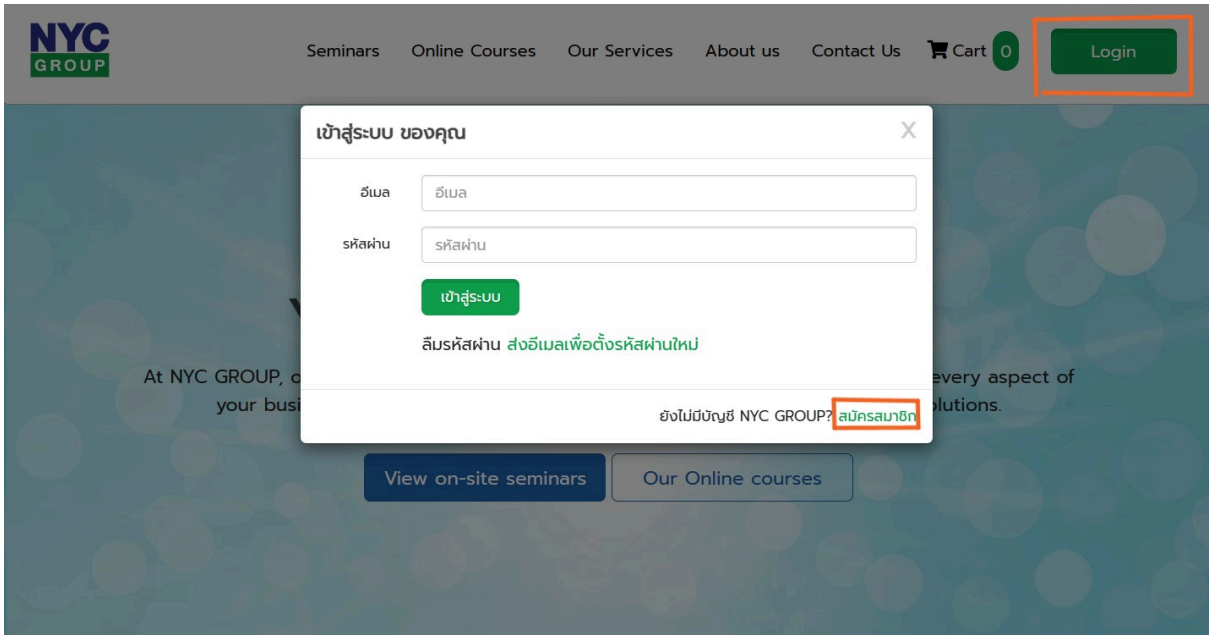 NYC
GROUP
Seminars Online Courses Our Services About us Contact Us Cart 0 Login
เข้าสู่ระบบ ของคุณ X
อีเมล อีเมล
รหัสผ่าน รหัสผ่าน
เข้าสู่ระบบ
ลืมรหัสผ่าน ส่งอีเมลเพื่อตั้งรหัสผ่านใหม่
At NYC GROUP, every aspect of
your
ยังไม่มีบัญชี NYC GROUP? สมัครสมาชิก
View on-site seminars Our Online courses